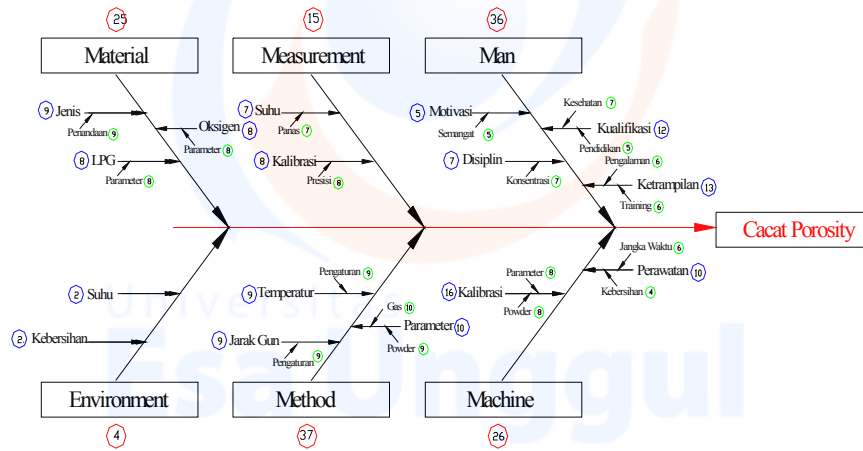 25
15
36
Material
Measurement
Man
9 Jenis
Penandaan 9
Oksigen 8
Parameter 8
8 LPG
Parameter 8
7 Suhu
Panas 7
8 Kalibrasi
Presisi 8
5 Motivasi
Semangat 5
Kesehatan 7
Kualifikasi 12
Pendidikan 5
7 Disiplin
Konsentrasi 7
Pengalaman 6
Ketrampilan 13
Training 6
Cacat Porosity
2 Suhu
2 Kebersihan
Pengaturan 9
9 Temperatur
Gas 10
Parameter 10
Powder 9
9 Jarak Gun
Pengaturan 9
Parameter 8
16 Kalibrasi
Powder 8
Jangka Waktu 6
Perawatan 10
Kebersihan 4
Universitas
Esa Unggul
Environment
Method
Machine
4
37
26